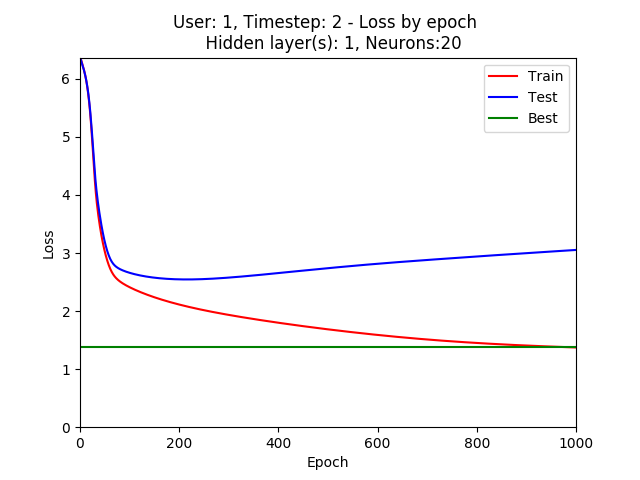 User: 1, Timestep: 2 - Loss by epoch
Hidden layer(s): 1, Neurons:20
Train
Test
Best
Loss
6
5
4
3
2
1
0
0 200 400 600 800 1000
Epoch